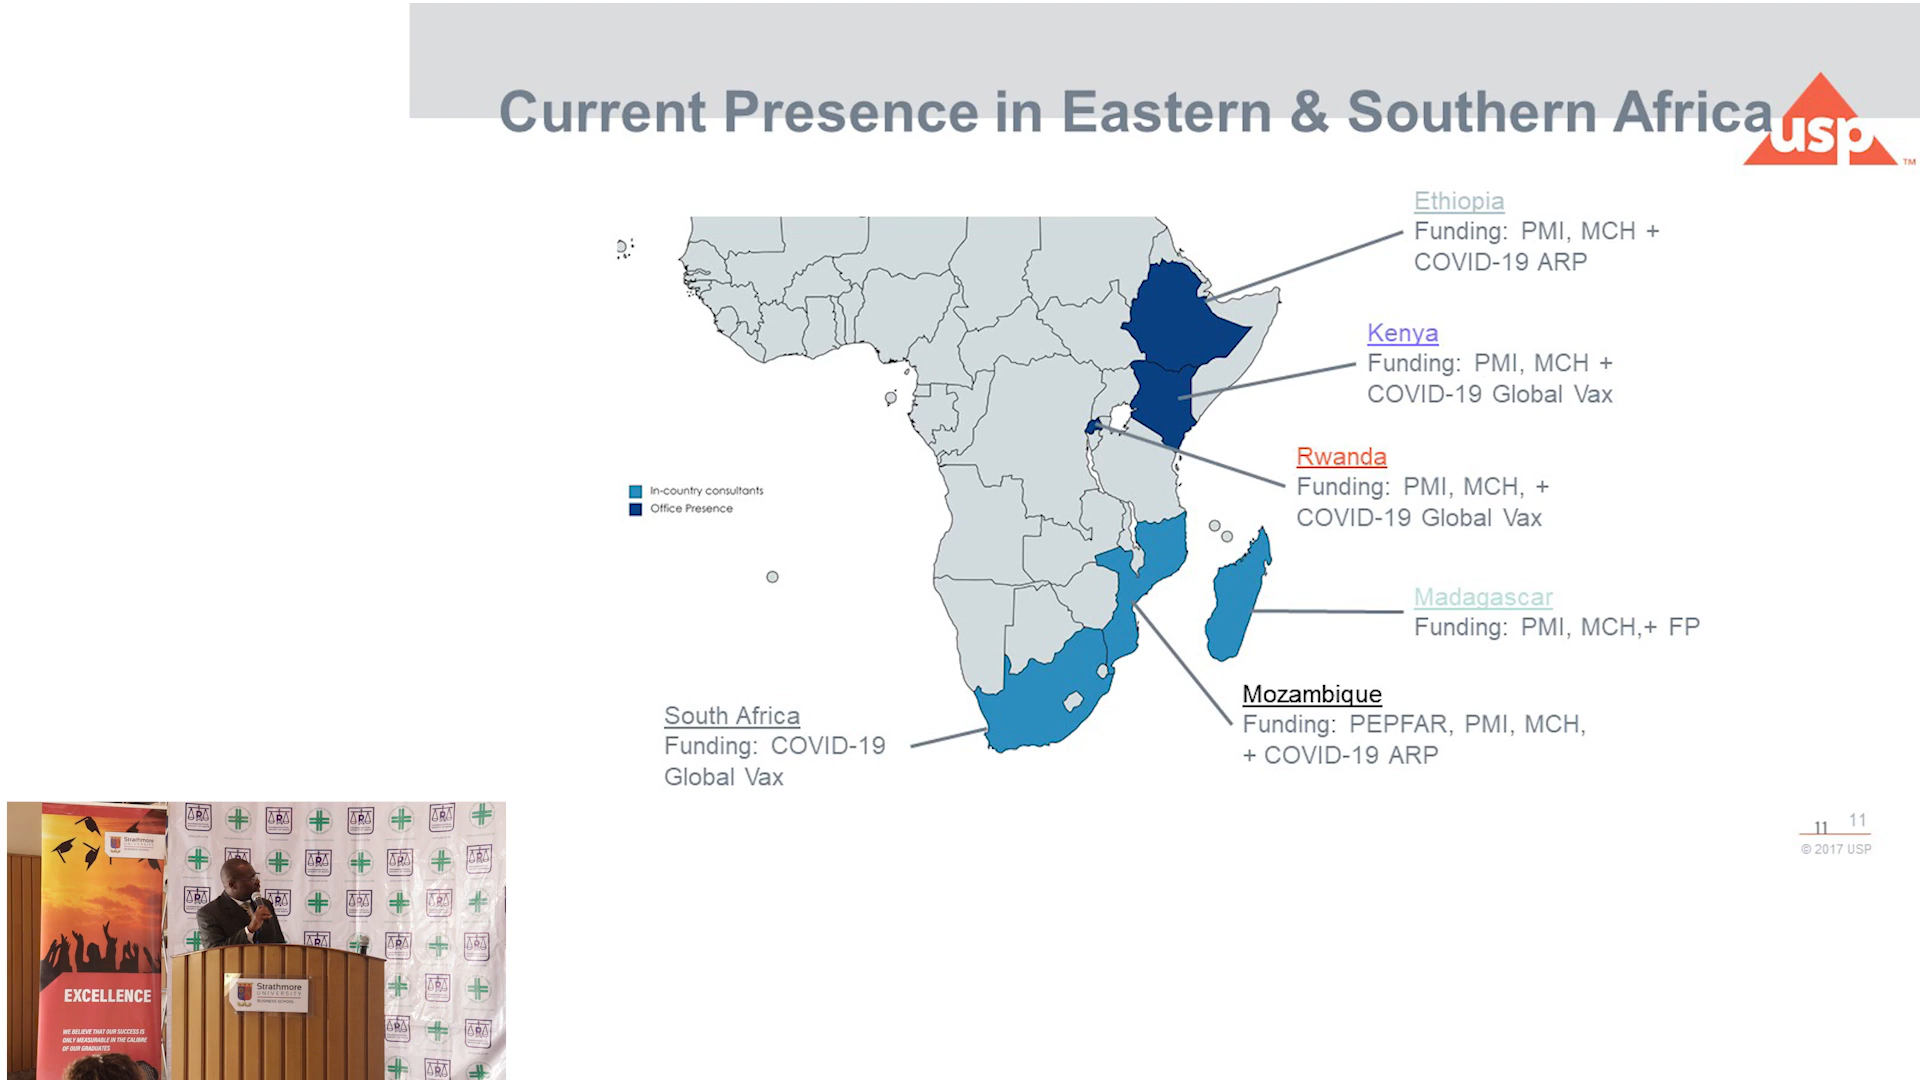 Current Presence in Eastern & Southern Africa
usp
TM
Ethiopia
Funding: PMI, MCH +
COVID-19 ARP
Kenya
Funding: PMI, MCH +
COVID-19 Global Vax
Rwanda
Funding: PMI, MCH, +
COVID-19 Global Vax
In-country consultants
Office Presence
Madagascar
Funding: PMI, MCH,+ FP
Mozambique
Funding: PEPFAR, PMI, MCH,
+ COVID-19 ARP
South Africa
Funding: COVID-19
Global Vax
11
11
© 2017 USP
Strathmore
UNIVERSITY
EXCELLENCE
WE BELIEVE THAT OUR SUCCESS IS
ONLY MEASURABLE IN THE CALIBRE
OF OUR GRADUATES
Strathmore
UNIVERSITY
BUSINESS SCHOOL